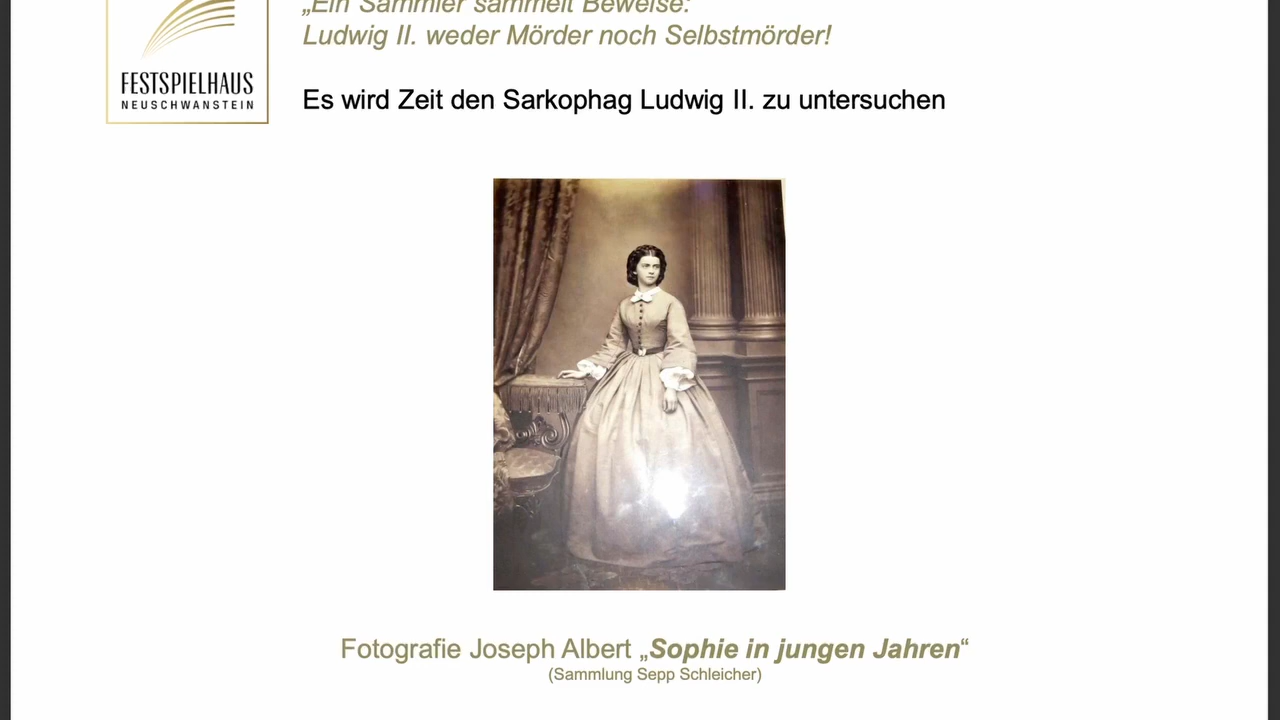 „Ein Sammler sammelt Beweise:
Ludwig II. weder Mörder noch Selbstmörder!
FESTSPIELHAUS
NEUSCHWANSTEIN
Es wird Zeit den Sarkophag Ludwig II. zu untersuchen
Fotografie Joseph Albert „Sophie in jungen Jahren“
(Sammlung Sepp Schleicher)